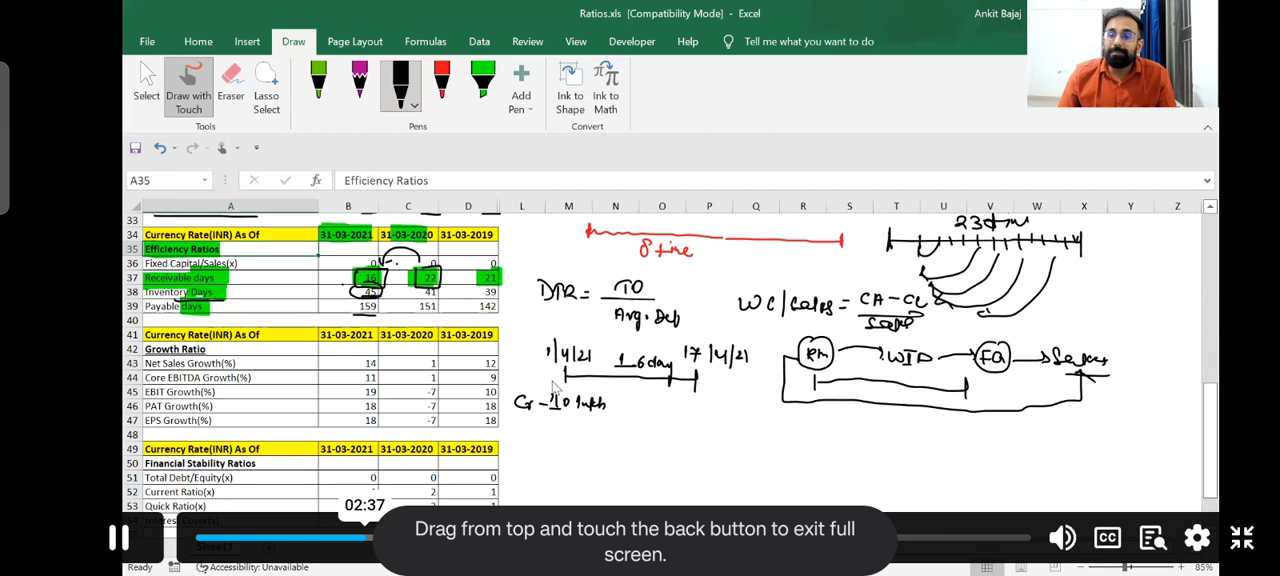 Ratios.xls [Compatibility Mode] - Excel
Ankit Bajaj
File Home Insert Draw Page Layout Formulas Data Review View Developer Help Tell me what you want to do
Select Draw with Touch Eraser Lasso Select Add Pen Ink to Shape Ink to Math
Tools Pens Convert
A35 fx Efficiency Ratios
A B C D L M N O P Q R S T U V W X Y Z
33
34 Currency Rate(INR) As Of 31-03-2021 31-03-2020 31-03-2019
35 Efficiency Ratios
36 Fixed Capital/Sales(x) 0 0 0
37 Receivable days 16 22 21
38 Inventory Days 45 41 39
39 Payable days 159 151 142
40
41 Currency Rate(INR) As Of 31-03-2021 31-03-2020 31-03-2019
42 Growth Ratio
43 Net Sales Growth(%) 14 1 12
44 Core EBITDA Growth(%) 11 1 9
45 EBIT Growth(%) 19 -7 10
46 PAT Growth(%) 18 -7 18
47 EPS Growth(%) 18 -7 18
48
49 Currency Rate(INR) As Of 31-03-2021 31-03-2020 31-03-2019
50 Financial Stability Ratios
51 Total Debt/Equity(x) 0 0 0
52 Current Ratio(x) 2 1
53 Quick Ratio(x)
54 Interest Cover(x)
8 time
DTR = TO
WC/Sales = CA - CL
1/4/21 16 day 17/4/21
RM
Cr - 10
02:37
Drag from top and touch the back button to exit full
screen.
CC
Sheet1
Ready Accessibility: Unavailable 85%